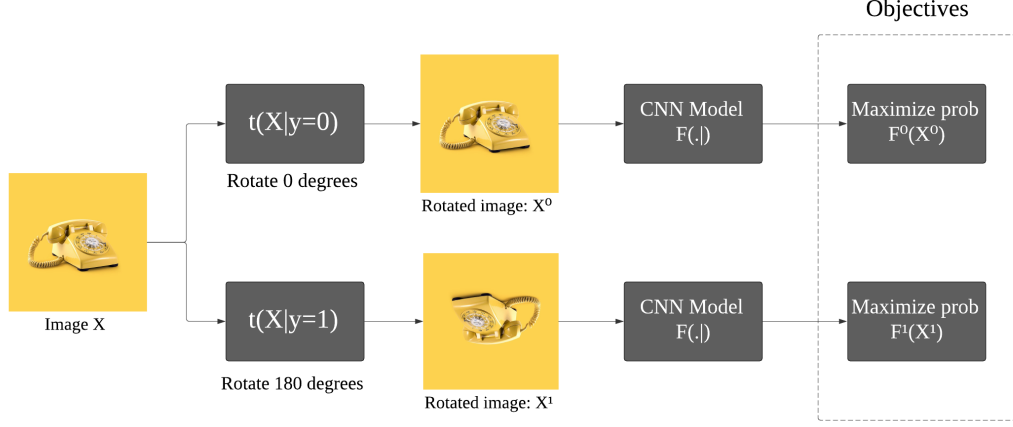 Objectives
t(X|y=0)
Rotate 0 degrees
Rotated image: X⁰
CNN Model
F(.|)
Maximize prob
F⁰(X⁰)
Image X
t(X|y=1)
Rotate 180 degrees
Rotated image: X¹
CNN Model
F(.|)
Maximize prob
F¹(X¹)